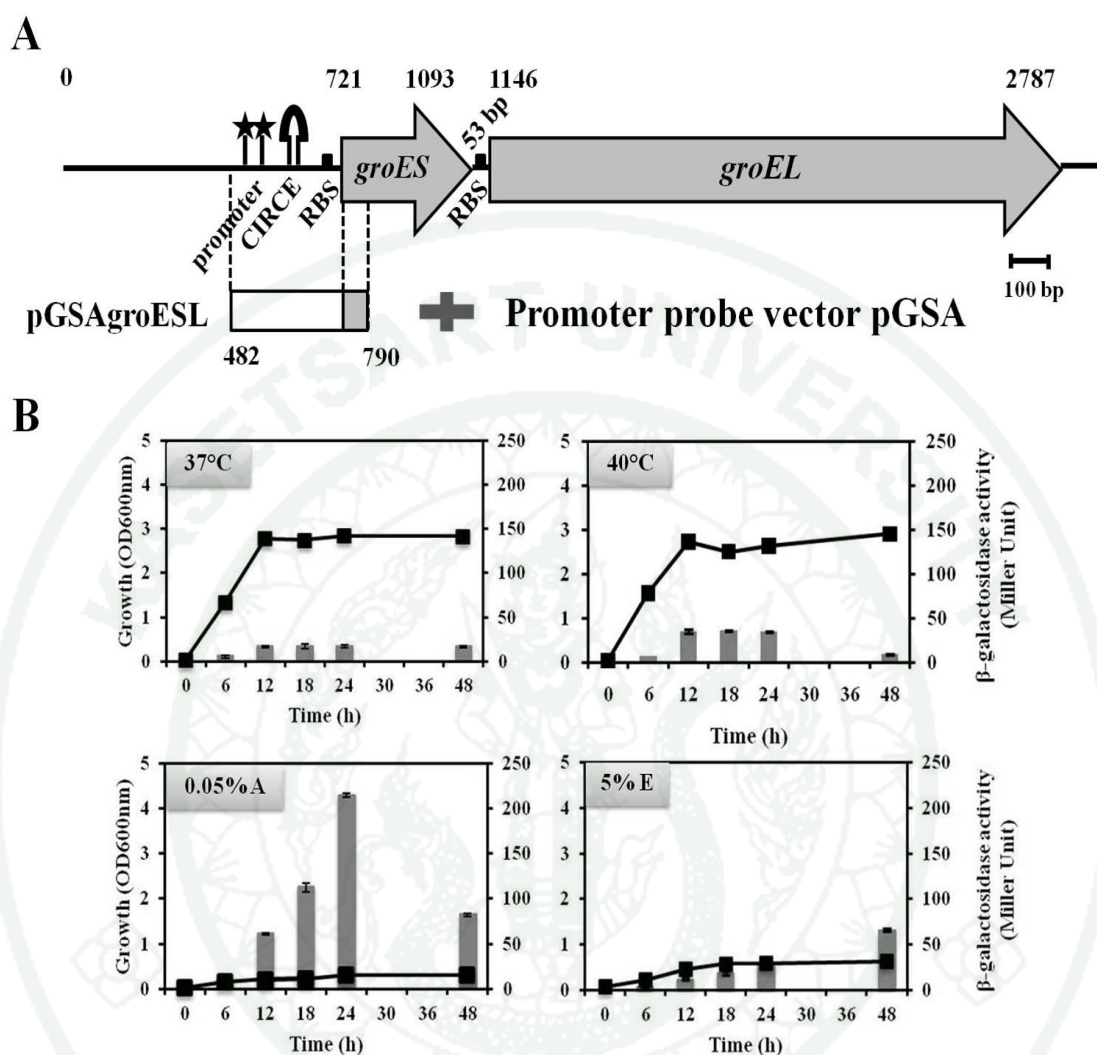 A
0
721
1093
1146
2787
53 bp
groES
groEL
promoter
CIRCE
RBS
RBS
100 bp
pGSAgroESL
Promoter probe vector pGSA
482
790
B
KASETSART UNIVERSITY
37°C
Growth (OD600nm)
5
4
3
2
1
0
250
200
150
100
50
0
0 6 12 18 24 30 36 48
Time (h)
40°C
5
4
3
2
1
0
250
200
150
100
50
0
β-galactosidase activity
(Miller Unit)
0 6 12 18 24 30 36 48
Time (h)
0.05% A
Growth (OD600nm)
5
4
3
2
1
0
250
200
150
100
50
0
0 6 12 18 24 30 36 48
Time (h)
5% E
5
4
3
2
1
0
250
200
150
100
50
0
β-galactosidase activity
(Miller Unit)
0 6 12 18 24 30 36 48
Time (h)